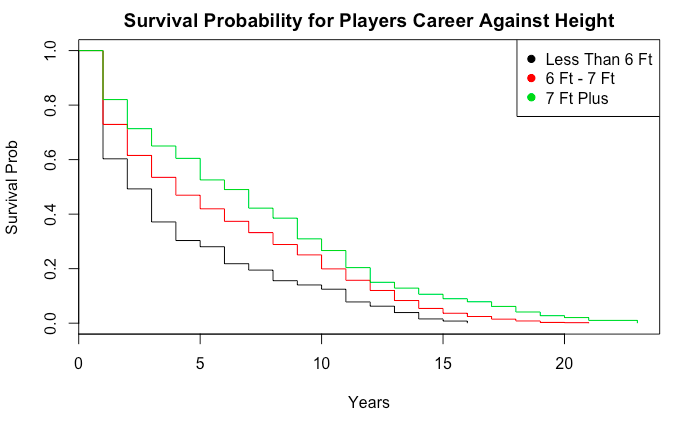 Survival Probability for Players Career Against Height
Less Than 6 Ft
6 Ft - 7 Ft
7 Ft Plus
Survival Prob
1.0
0.8
0.6
0.4
0.2
0.0
0 5 10 15 20
Years